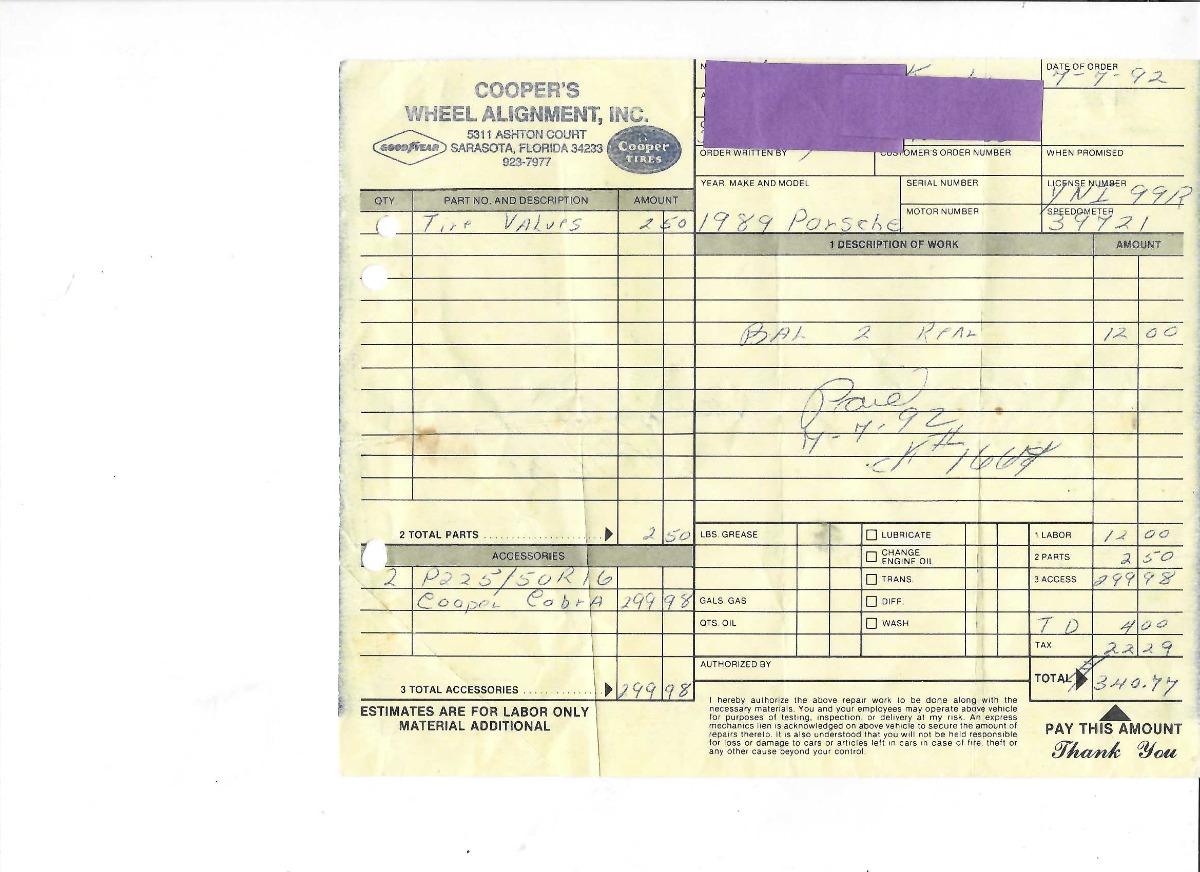 COOPER'S
WHEEL ALIGNMENT, INC.
GOODYEAR
5311 ASHTON COURT
SARASOTA, FLORIDA 34233
923-7977
Cooper
TIRES
DATE OF ORDER
7-7-92
ORDER WRITTEN BY
CUSTOMER'S ORDER NUMBER
WHEN PROMISED
YEAR, MAKE AND MODEL
1989 Porsche
SERIAL NUMBER
MOTOR NUMBER
LICENSE NUMBER
YNI 99R
SPEEDOMETER
39721
QTY PART NO. AND DESCRIPTION AMOUNT
Tire Valves 2 50
1 DESCRIPTION OF WORK AMOUNT
BAL 2 REAL 12 00
Paid
7-7-92
CK#
2 TOTAL PARTS 2 50
ACCESSORIES
2 P225/50R16
Cooper CobrA 299 98
3 TOTAL ACCESSORIES 299 98
ESTIMATES ARE FOR LABOR ONLY
MATERIAL ADDITIONAL
LBS. GREASE
GALS. GAS
QTS. OIL
LUBRICATE
CHANGE
ENGINE OIL
TRANS.
DIFF.
WASH
1 LABOR 12 00
2 PARTS 2 50
3 ACCESS 299 98
T D 4 00
TAX 22 29
TOTAL 340.77
AUTHORIZED BY
I hereby authorize the above repair work to be done along with the
necessary materials. You and your employees may operate above vehicle
for purposes of testing, inspection, or delivery at my risk. An express
mechanics lien is acknowledged on above vehicle to secure the amount of
repairs thereto. It is also understood that you will not be held responsible
for loss or damage to cars or articles left in cars in case of fire, theft or
any other cause beyond your control.
PAY THIS AMOUNT
Thank You